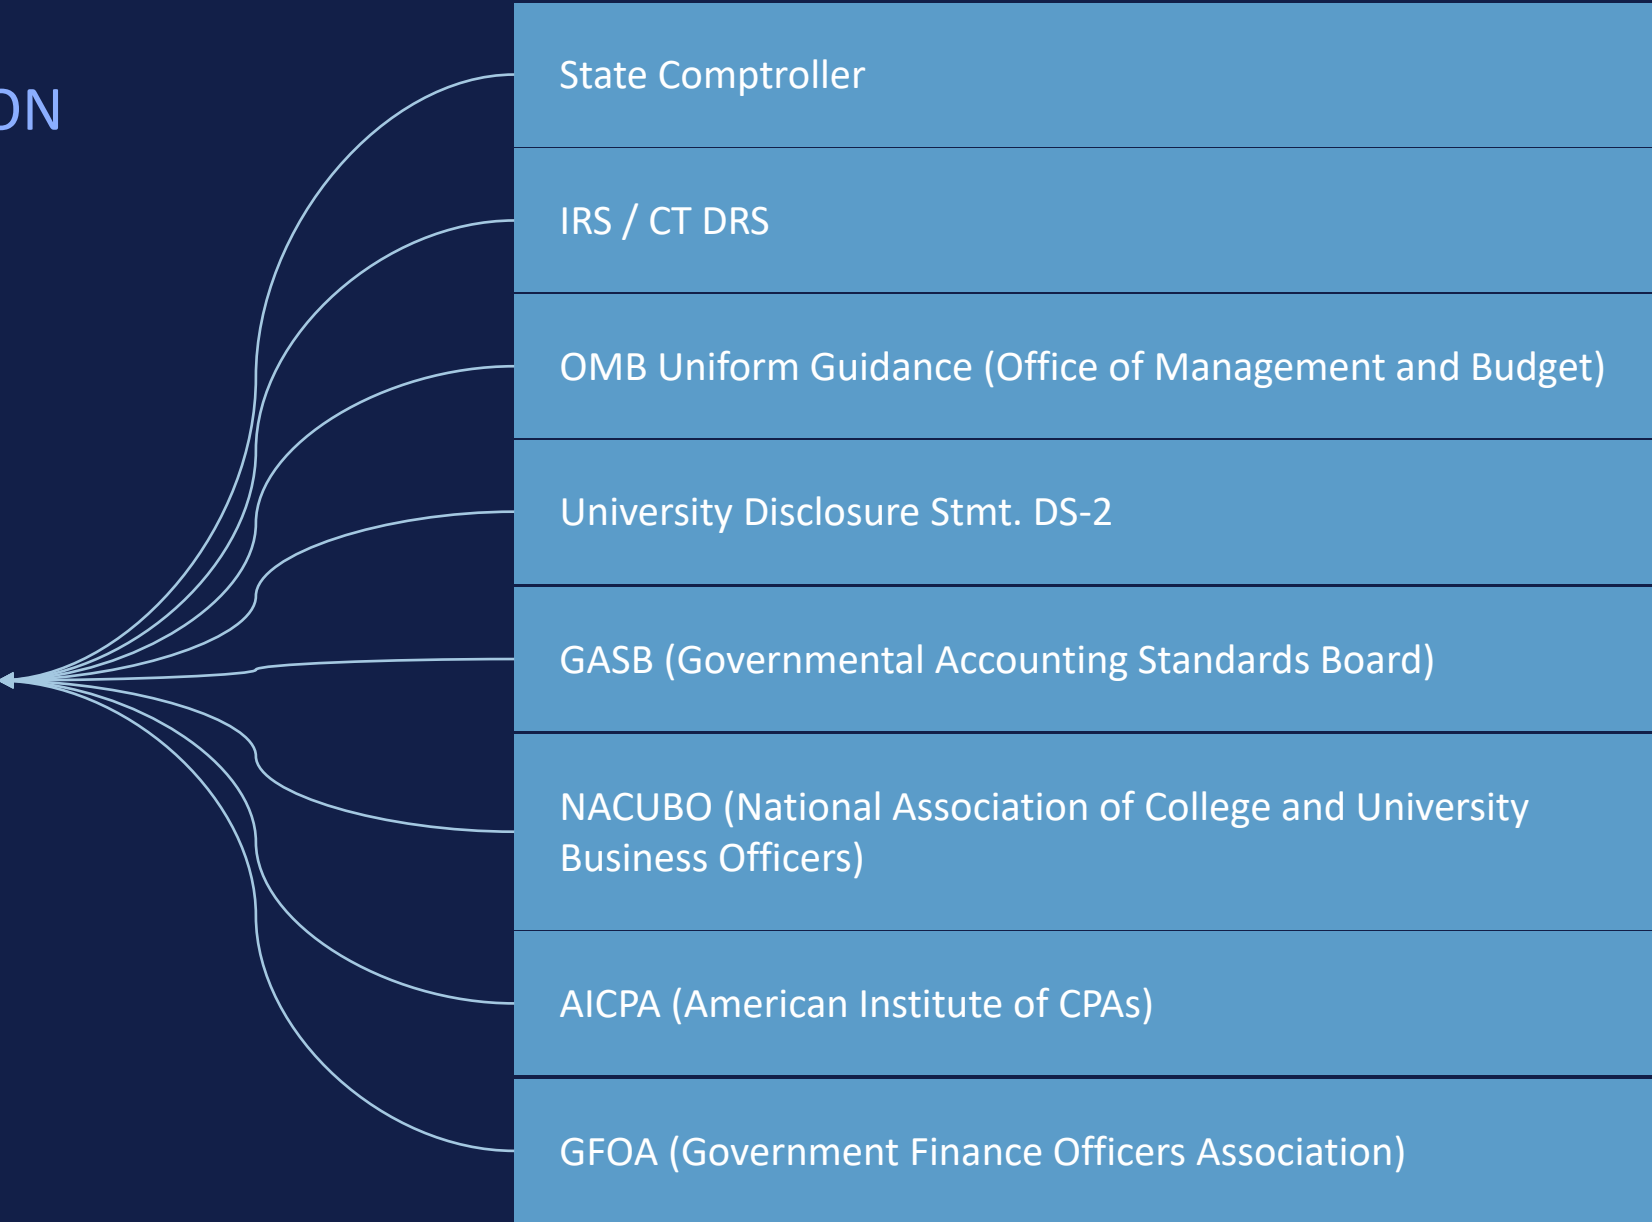 ON
State Comptroller
IRS / CT DRS
OMB Uniform Guidance (Office of Management and Budget)
University Disclosure Stmt. DS-2
GASB (Governmental Accounting Standards Board)
NACUBO (National Association of College and University
Business Officers)
AICPA (American Institute of CPAs)
GFOA (Government Finance Officers Association)